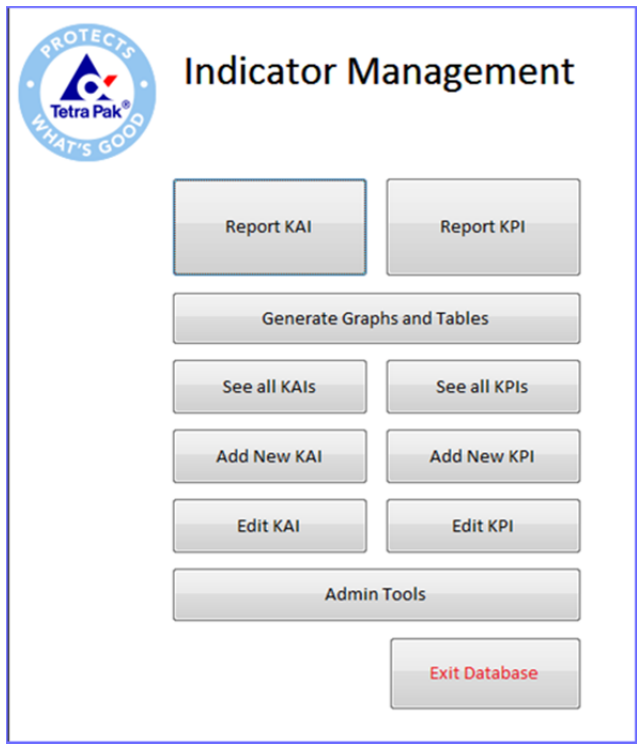 PROTECTS
Tetra Pak®
WHAT'S GOOD
Indicator Management
Report KAI
Report KPI
Generate Graphs and Tables
See all KAIs
See all KPIs
Add New KAI
Add New KPI
Edit KAI
Edit KPI
Admin Tools
Exit Database